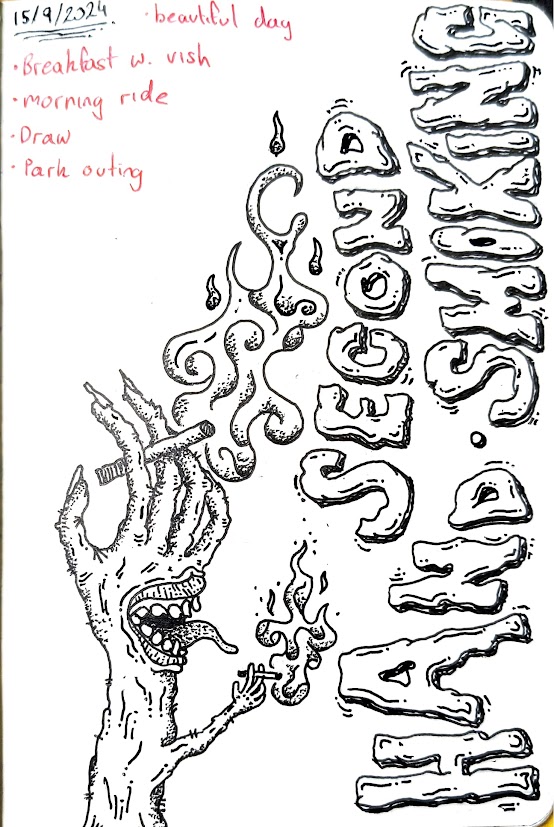 15/9/2024
· beautiful day
· Breakfast w. vish
· morning ride
· Draw
· Park outing
SECOND
HAND · SMOKING